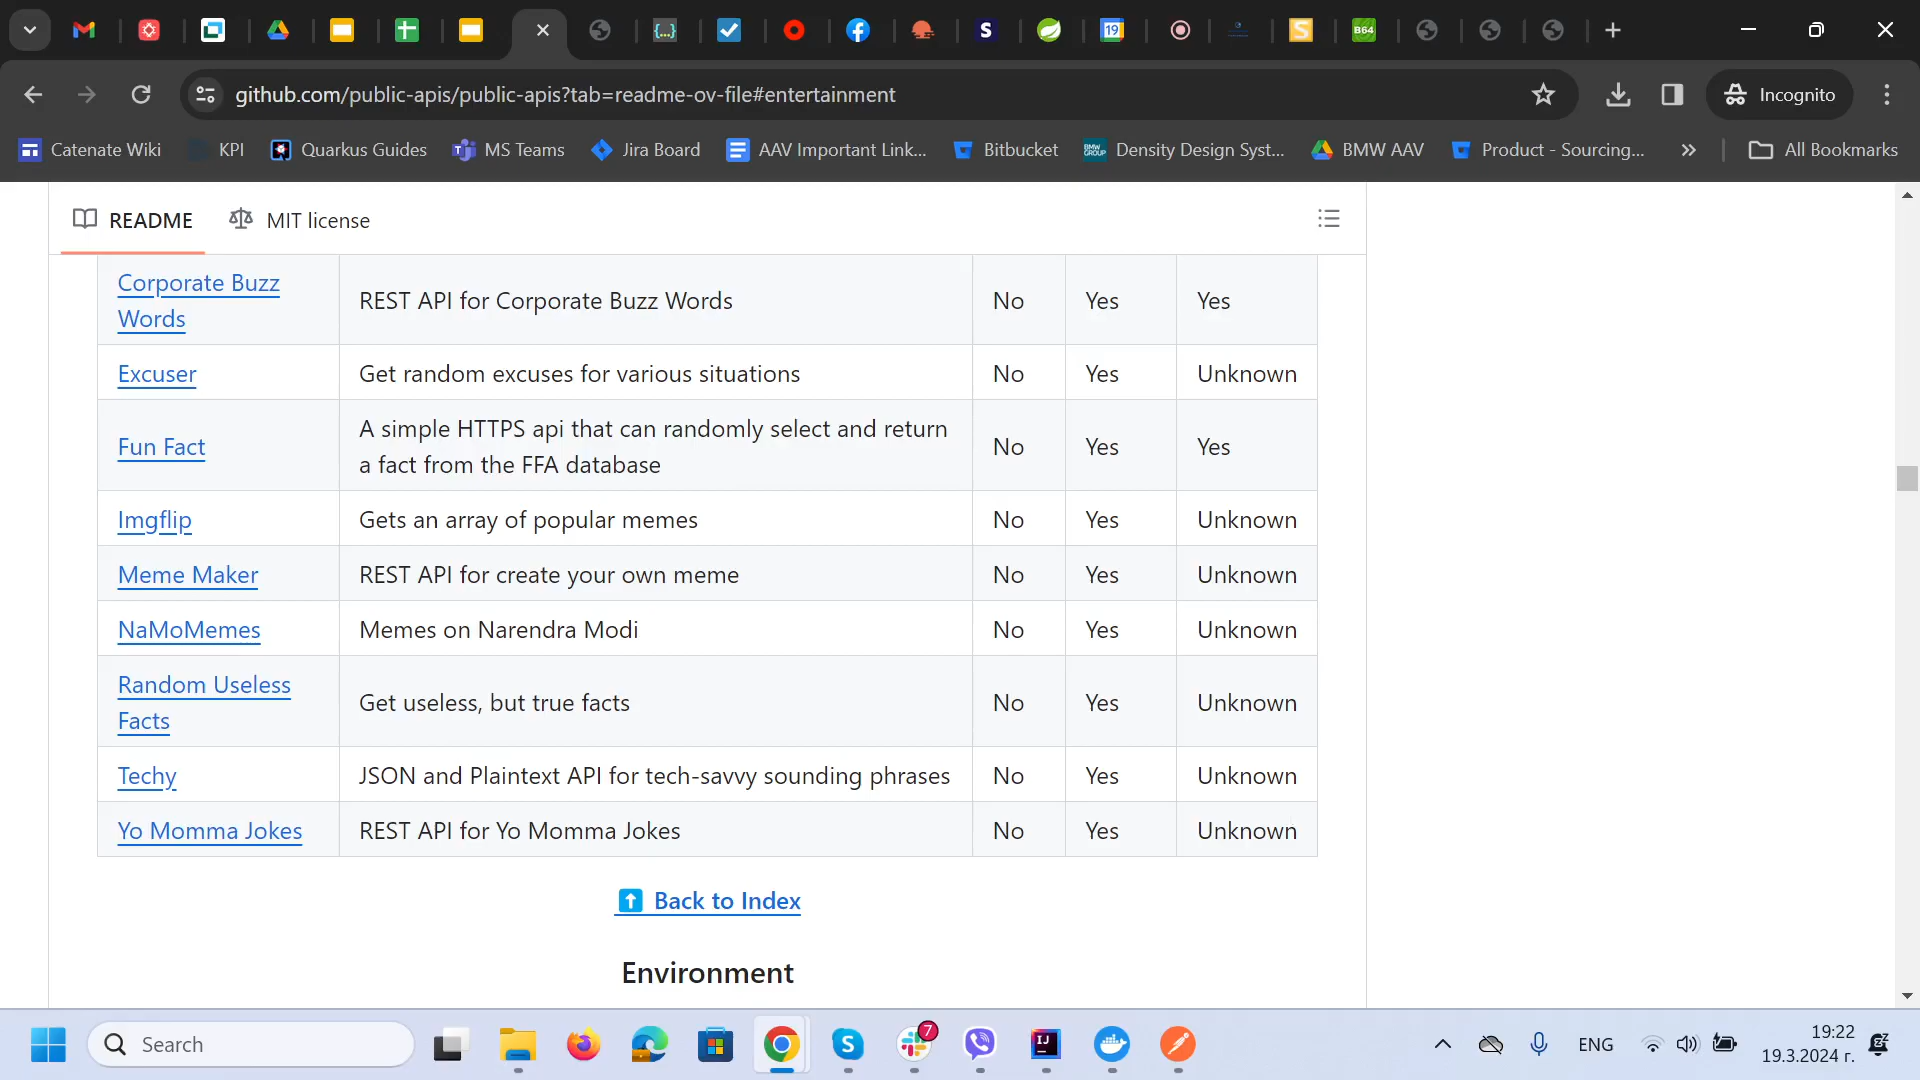 19
S
S
B64
github.com/public-apis/public-apis?tab=readme-ov-file#entertainment
Incognito
Catenate Wiki
KPI
Quarkus Guides
MS Teams
Jira Board
AAV Important Link...
Bitbucket
Density Design Syst...
BMW AAV
Product - Sourcing...
All Bookmarks
README
MIT license
Corporate Buzz
Words
REST API for Corporate Buzz Words
No
Yes
Yes
Excuser
Get random excuses for various situations
No
Yes
Unknown
Fun Fact
A simple HTTPS api that can randomly select and return
a fact from the FFA database
No
Yes
Yes
Imgflip
Gets an array of popular memes
No
Yes
Unknown
Meme Maker
REST API for create your own meme
No
Yes
Unknown
NaMoMemes
Memes on Narendra Modi
No
Yes
Unknown
Random Useless
Facts
Get useless, but true facts
No
Yes
Unknown
Techy
JSON and Plaintext API for tech-savvy sounding phrases
No
Yes
Unknown
Yo Momma Jokes
REST API for Yo Momma Jokes
No
Yes
Unknown
Back to Index
Environment
Search
7
ENG
19:22
19.3.2024 г.